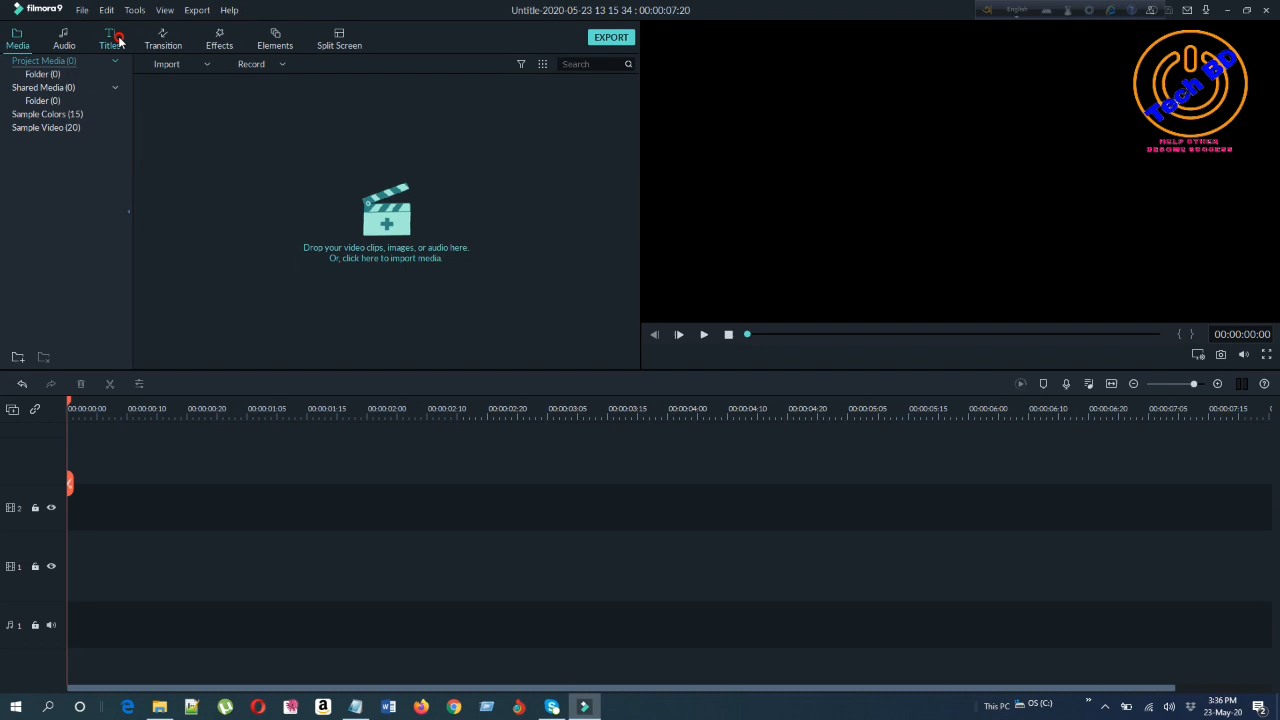 filmora9 File Edit Tools View Export Help Untitle-2020-05-23 13 15 34 : 00:00:07:20 English
Media Audio Titles Transition Effects Elements Split Screen EXPORT
Project Media (0) Import Record Search
Folder (0)
Shared Media (0)
Folder (0)
Sample Colors (15)
Sample Video (20)
Tech BD
HELP OTHER
BECOME SUCCESS
Drop your video clips, images, or audio here.
Or, click here to import media.
00:00:00:00
00:00:00:00 00:00:00:10 00:00:00:20 00:00:01:05 00:00:01:15 00:00:02:00 00:00:02:10 00:00:02:20 00:00:03:05 00:00:03:15 00:00:04:00 00:00:04:10 00:00:04:20 00:00:05:05 00:00:05:15 00:00:06:00 00:00:06:10 00:00:06:20 00:00:07:05 00:00:07:15
2
1
1
This PC OS (C:) 3:36 PM
23-May-20 2